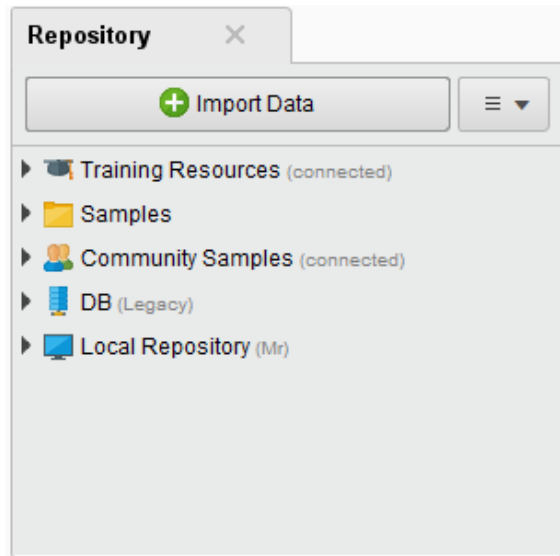 Repository
Import Data
Training Resources (connected)
Samples
Community Samples (connected)
DB (Legacy)
Local Repository (Mr)